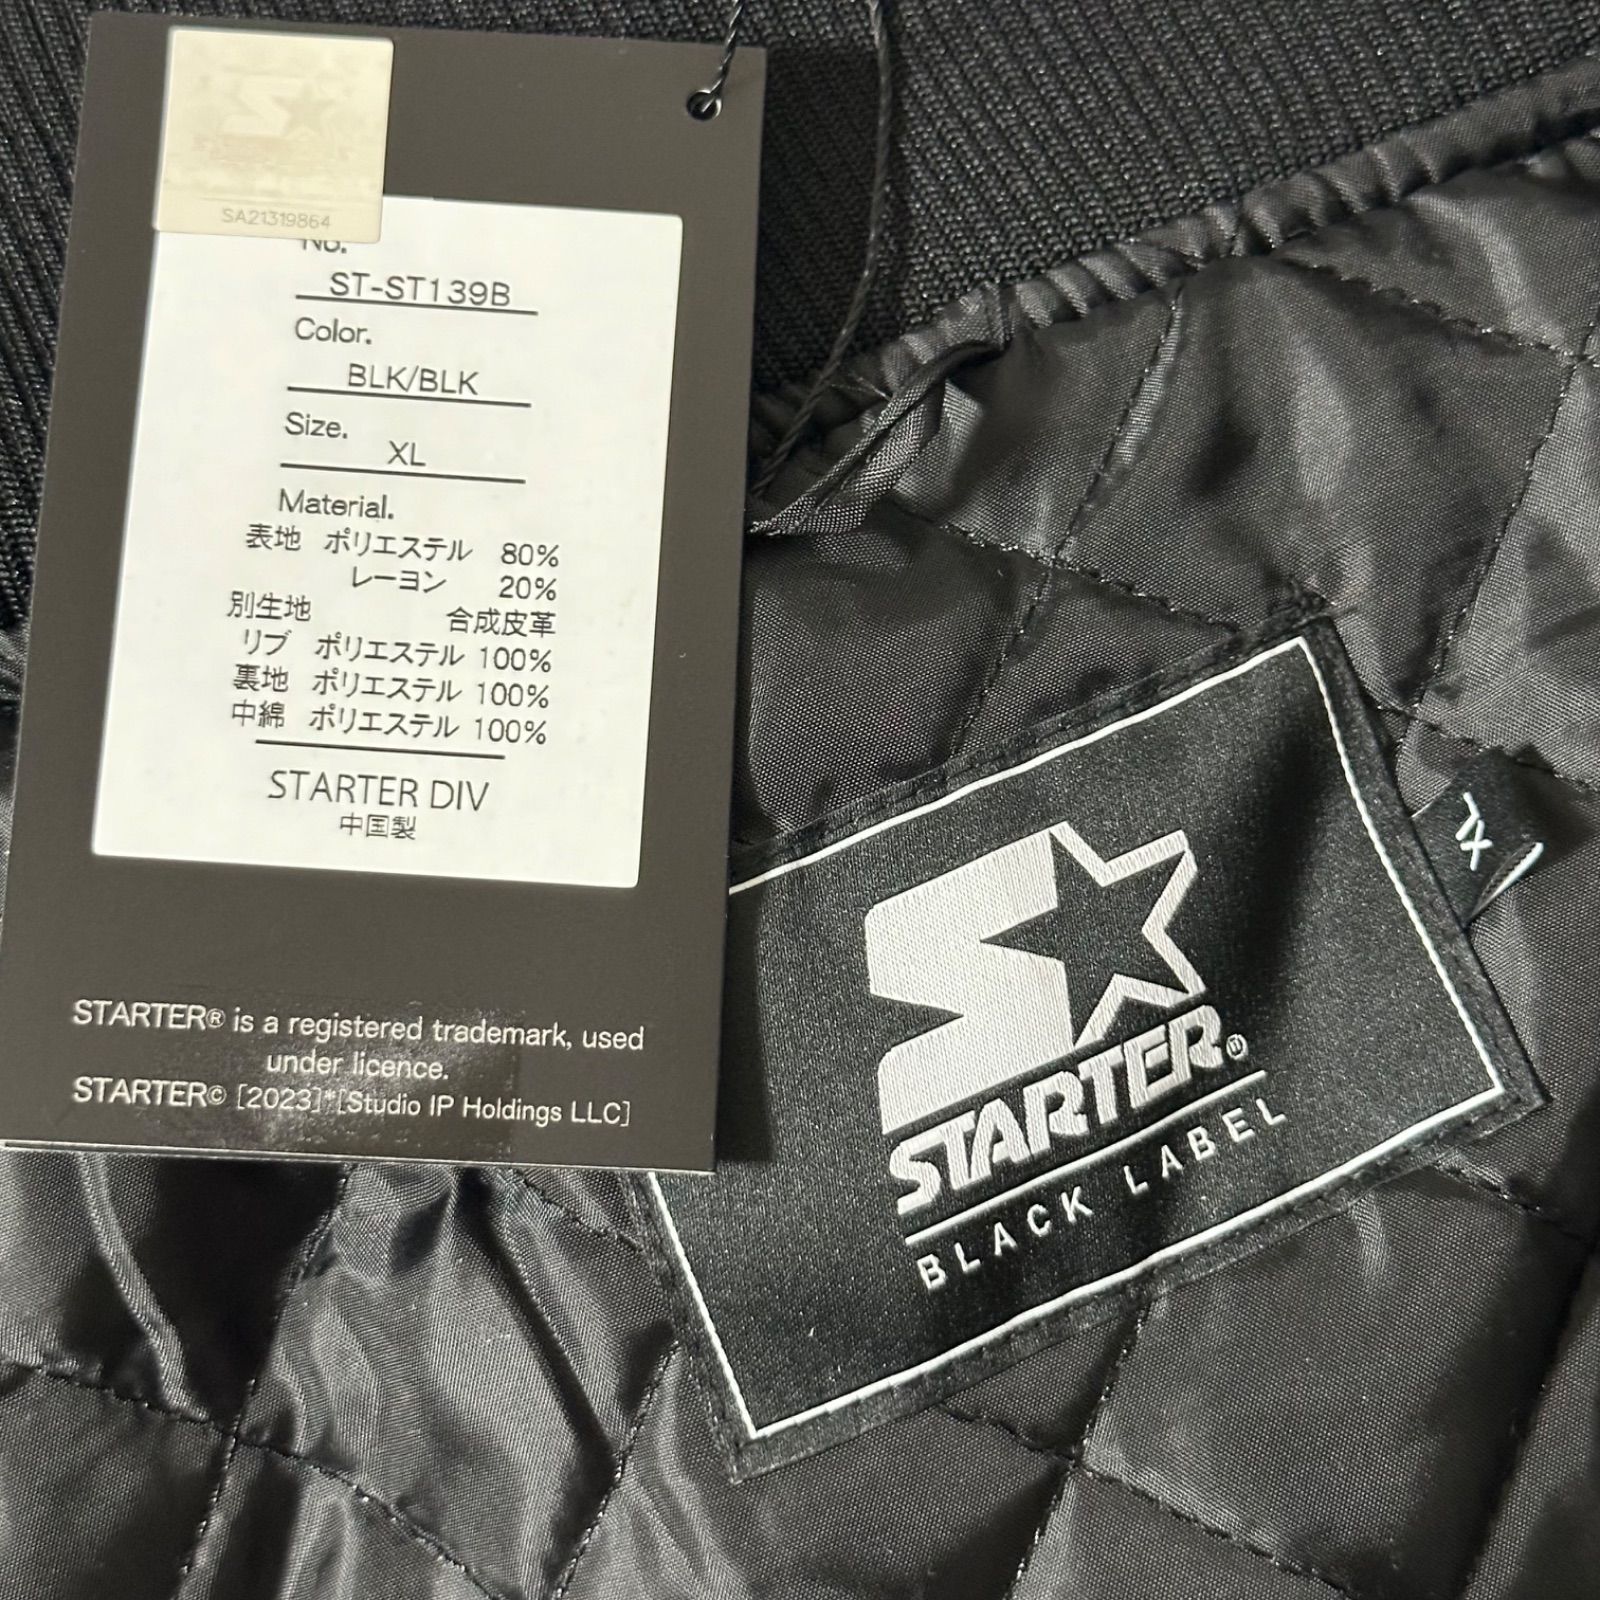 SA21319864
No.
ST-ST139B
Color.
BLK/BLK
Size.
XL
Material.
表地 ポリエステル 80%
レーヨン 20%
別生地 合成皮革
リブ ポリエステル 100%
裏地 ポリエステル 100%
中綿 ポリエステル 100%
STARTER DIV
中国製
STARTER® is a registered trademark, used
under licence.
STARTER© [2023]*[Studio IP Holdings LLC]
STARTER®
BLACK LABEL